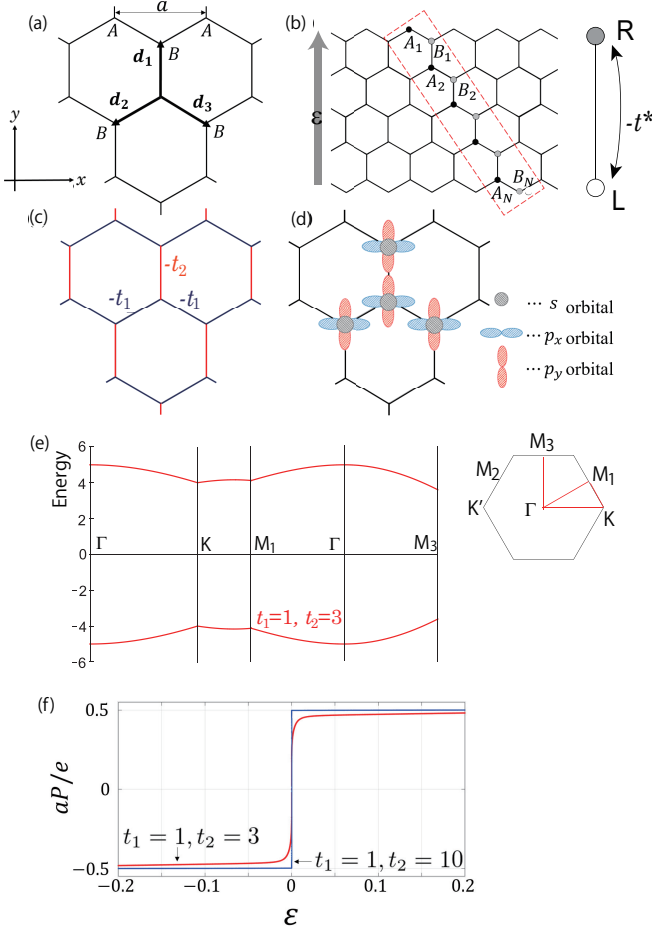 (a)
a
A
A
B
d1
d2
d3
B
B
y
x
(b)
ε
A1
B1
A2
B2
AN
BN
R
-t*
L
(c)
-t2
-t1
-t1
(d)
... s orbital
... px orbital
... py orbital
(e)
Energy
6
4
2
0
-2
-4
-6
Γ
K
M1
Γ
M3
t1=1, t2=3
M3
M2
M1
K'
Γ
K
(f)
aP/e
0.5
0
-0.5
t1 = 1, t2 = 3
t1 = 1, t2 = 10
-0.2
-0.1
0
0.1
0.2
ε